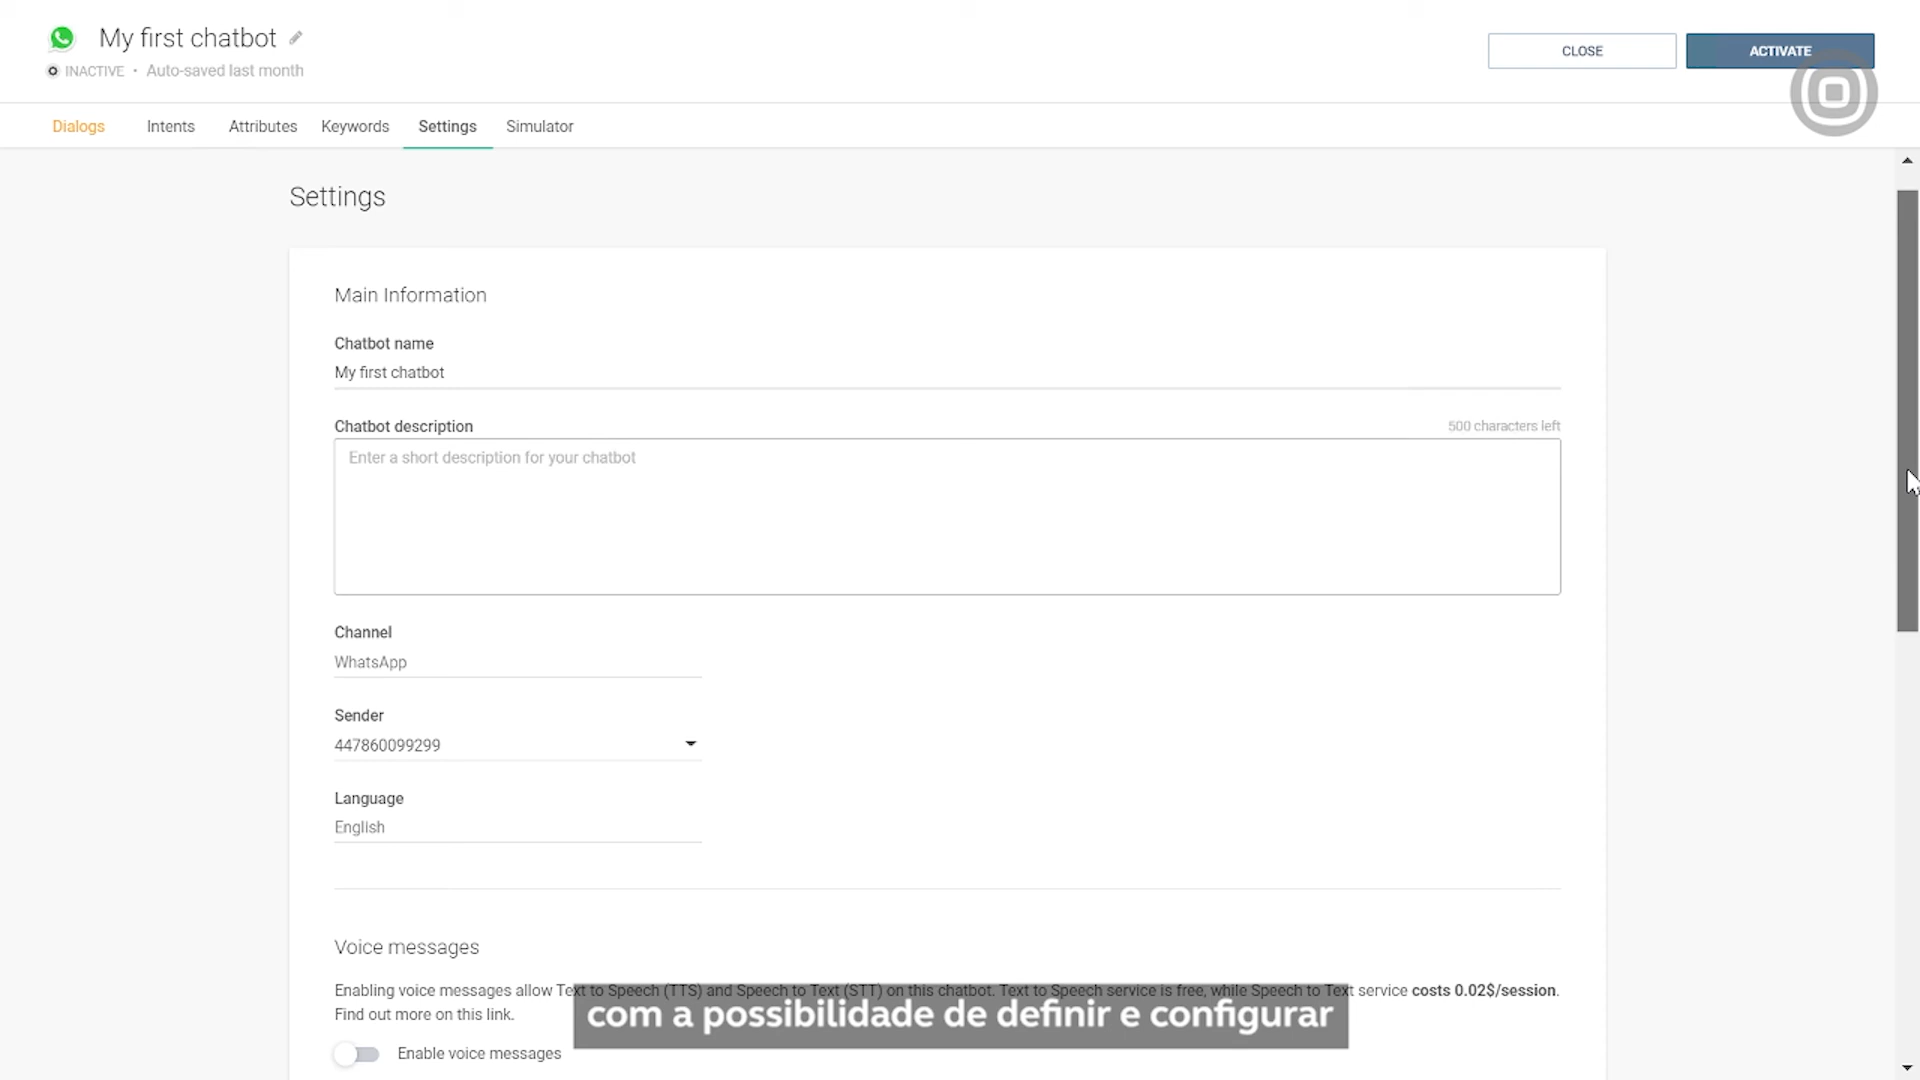 My first chatbot
INACTIVE • Auto-saved last month
CLOSE
ACTIVATE
Dialogs Intents Attributes Keywords Settings Simulator
Settings
Main Information
Chatbot name
My first chatbot
Chatbot description
500 characters left
Enter a short description for your chatbot
Channel
WhatsApp
Sender
447860099299
Language
English
Voice messages
Enabling voice messages allow Text to Speech (TTS) and Speech to Text (STT) on this chatbot. Text to Speech service is free, while Speech to Text service costs 0.02$/session.
Find out more on this link.
com a possibilidade de definir e configurar
Enable voice messages